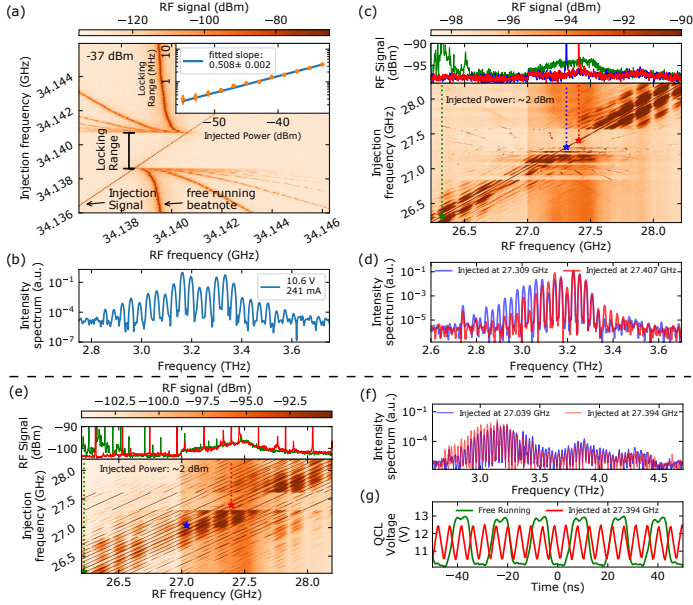 (a)
RF signal (dBm)
−120 −100 −80
-37 dBm
fitted slope:
0.508± 0.002
Locking
Range (MHz)
1
−50 −40
Injected Power (dBm)
Locking
Range
Injection
Signal
free running
beatnote
Injection frequency (GHz)
34.144
34.142
34.140
34.138
34.136
34.136 34.138 34.140 34.142 34.144 34.146
RF frequency (GHz)
(b)
Intensity
spectrum (a.u.)
10⁻¹
10⁻⁴
10⁻⁷
10.6 V
241 mA
3.0 3.3 3.6
Frequency (THz)
(c)
RF signal (dBm)
−98 −96 −94 −92 −90
RF Signal
(dBm)
−90
−95
Injected Power: ~2 dBm
Injection
frequency (GHz)
28.0
27.5
27.0
26.5
26.5 27.0 27.5 28.0
RF frequency (GHz)
(d)
Intensity
spectrum (a.u.)
10⁻¹
10⁻³
10⁻⁵
Injected at 27.309 GHz
Injected at 27.407 GHz
2.6 2.8 3.0 3.2 3.4 3.6
Frequency (THz)
(e)
RF signal (dBm)
−102.5 −100.0 −97.5 −95.0 −92.5
RF Signal
(dBm)
−90
−100
Injected Power: ~2 dBm
Injection
frequency (GHz)
28.0
27.5
27.0
26.5
26.5 27.0 27.5 28.0
RF frequency (GHz)
(f)
Intensity
spectrum (a.u.)
10⁻¹
10⁻⁴
Injected at 27.039 GHz
Injected at 27.394 GHz
2.5 3.0 3.5 4.0 4.5
Frequency (THz)
(g)
QCL
Voltage
(V)
13
12
11
Free Running
Injected at 27.394 GHz
−40 −20 0 20 40
Time (ns)